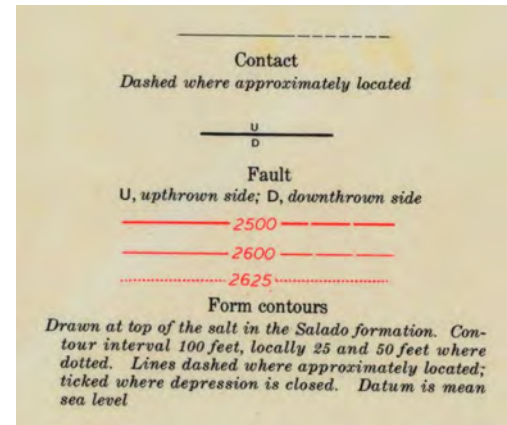 Contact
Dashed where approximately located
U
D
Fault
U, upthrown side; D, downthrown side
2500
2600
2625
Form contours
Drawn at top of the salt in the Salado formation. Con-
tour interval 100 feet, locally 25 and 50 feet where
dotted. Lines dashed where approximately located;
ticked where depression is closed. Datum is mean
sea level